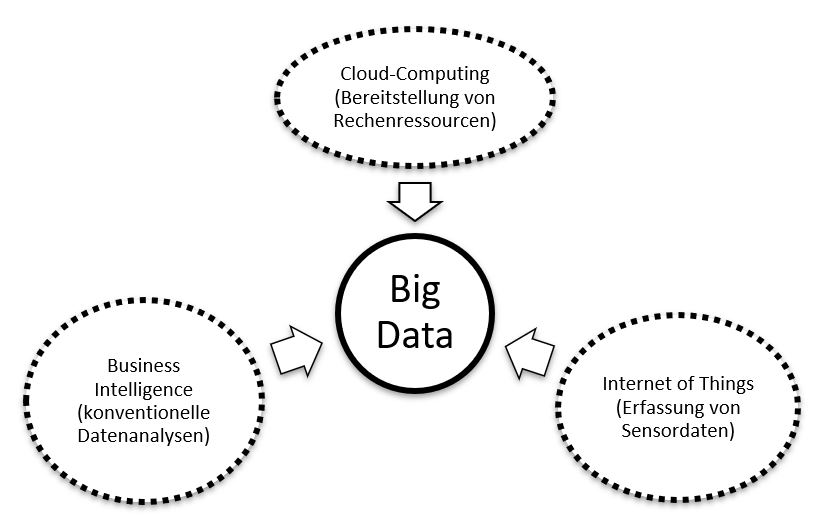 Cloud-Computing
(Bereitstellung von
Rechenressourcen)
Big
Data
Business
Intelligence
(konventionelle
Datenanalysen)
Internet of Things
(Erfassung von
Sensordaten)